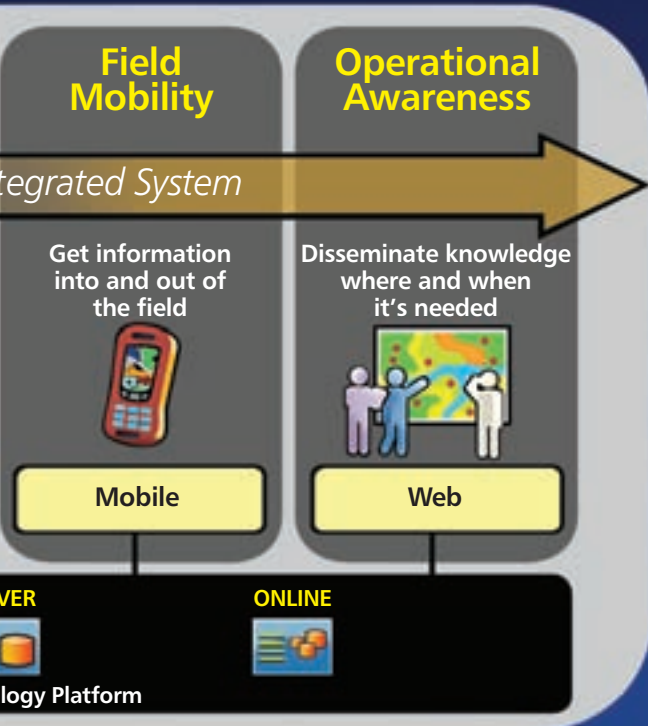 Field
Mobility
Operational
Awareness
tegrated System
Get information
into and out of
the field
Disseminate knowledge
where and when
it's needed
Mobile
Web
VER
ONLINE
logy Platform